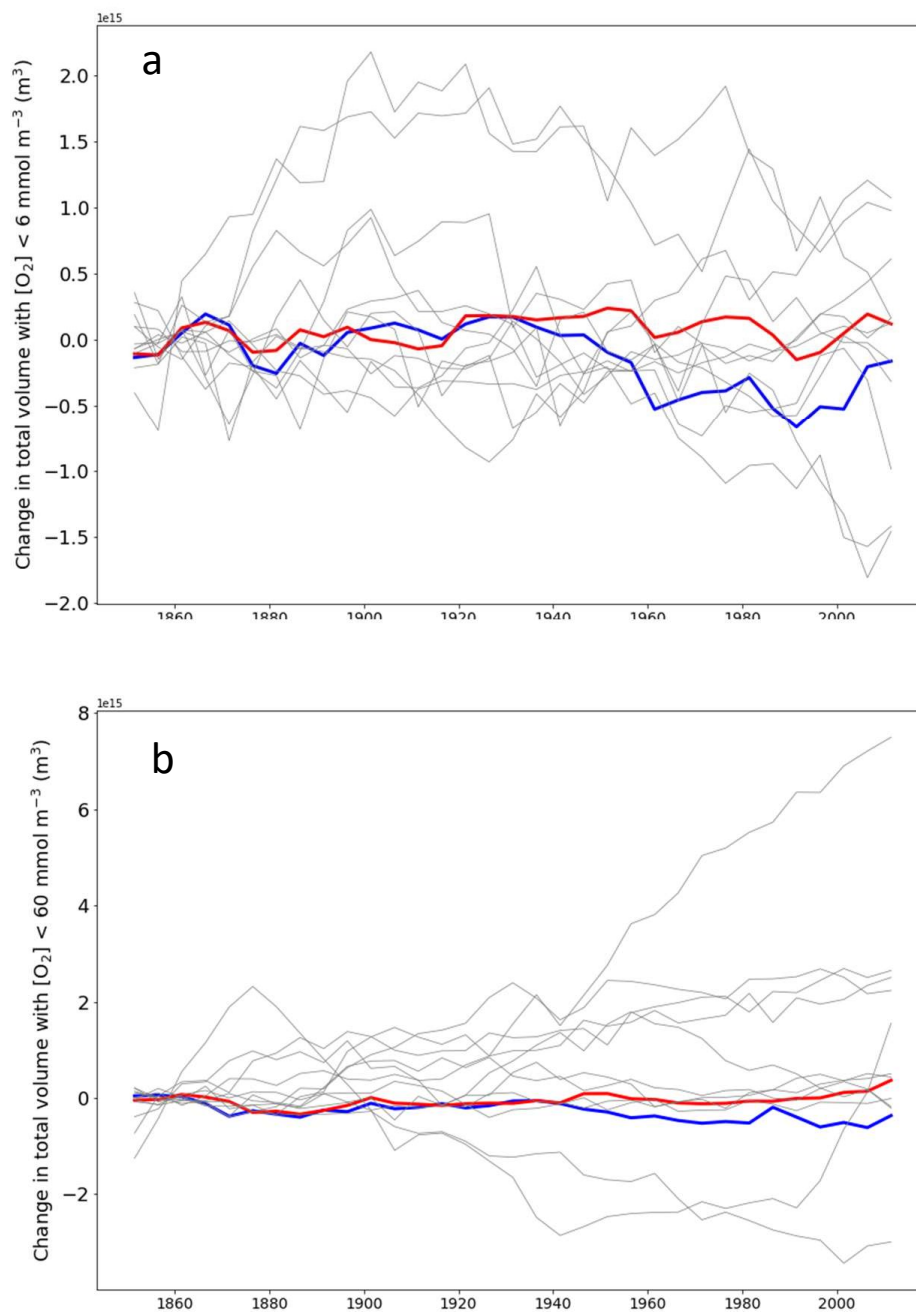 1e15
a
Change in total volume with [O₂] < 6 mmol m⁻³ (m³)
2.0
1.5
1.0
0.5
0.0
−0.5
−1.0
−1.5
−2.0
1860 1880 1900 1920 1940 1960 1980 2000
1e15
b
Change in total volume with [O₂] < 60 mmol m⁻³ (m³)
8
6
4
2
0
−2
1860 1880 1900 1920 1940 1960 1980 2000